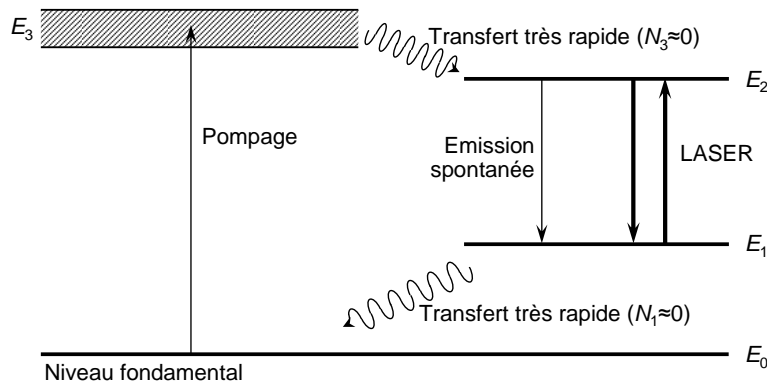 E3
Transfert très rapide (N3≈0)
E2
Pompage
Emission
spontanée
LASER
E1
Transfert très rapide (N1≈0)
E0
Niveau fondamental